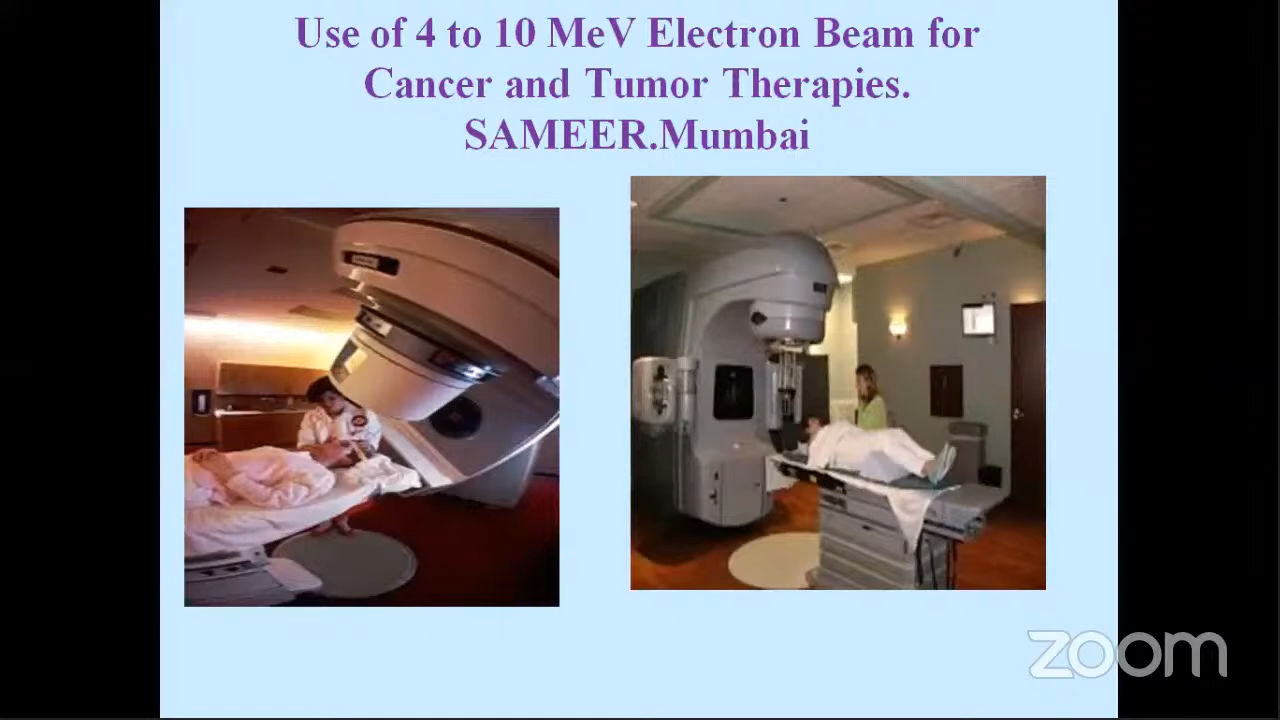 Use of 4 to 10 MeV Electron Beam for
Cancer and Tumor Therapies.
SAMEER.Mumbai
zoom